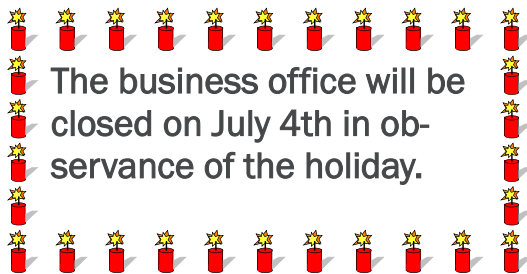 The business office will be
closed on July 4th in ob-
servance of the holiday.